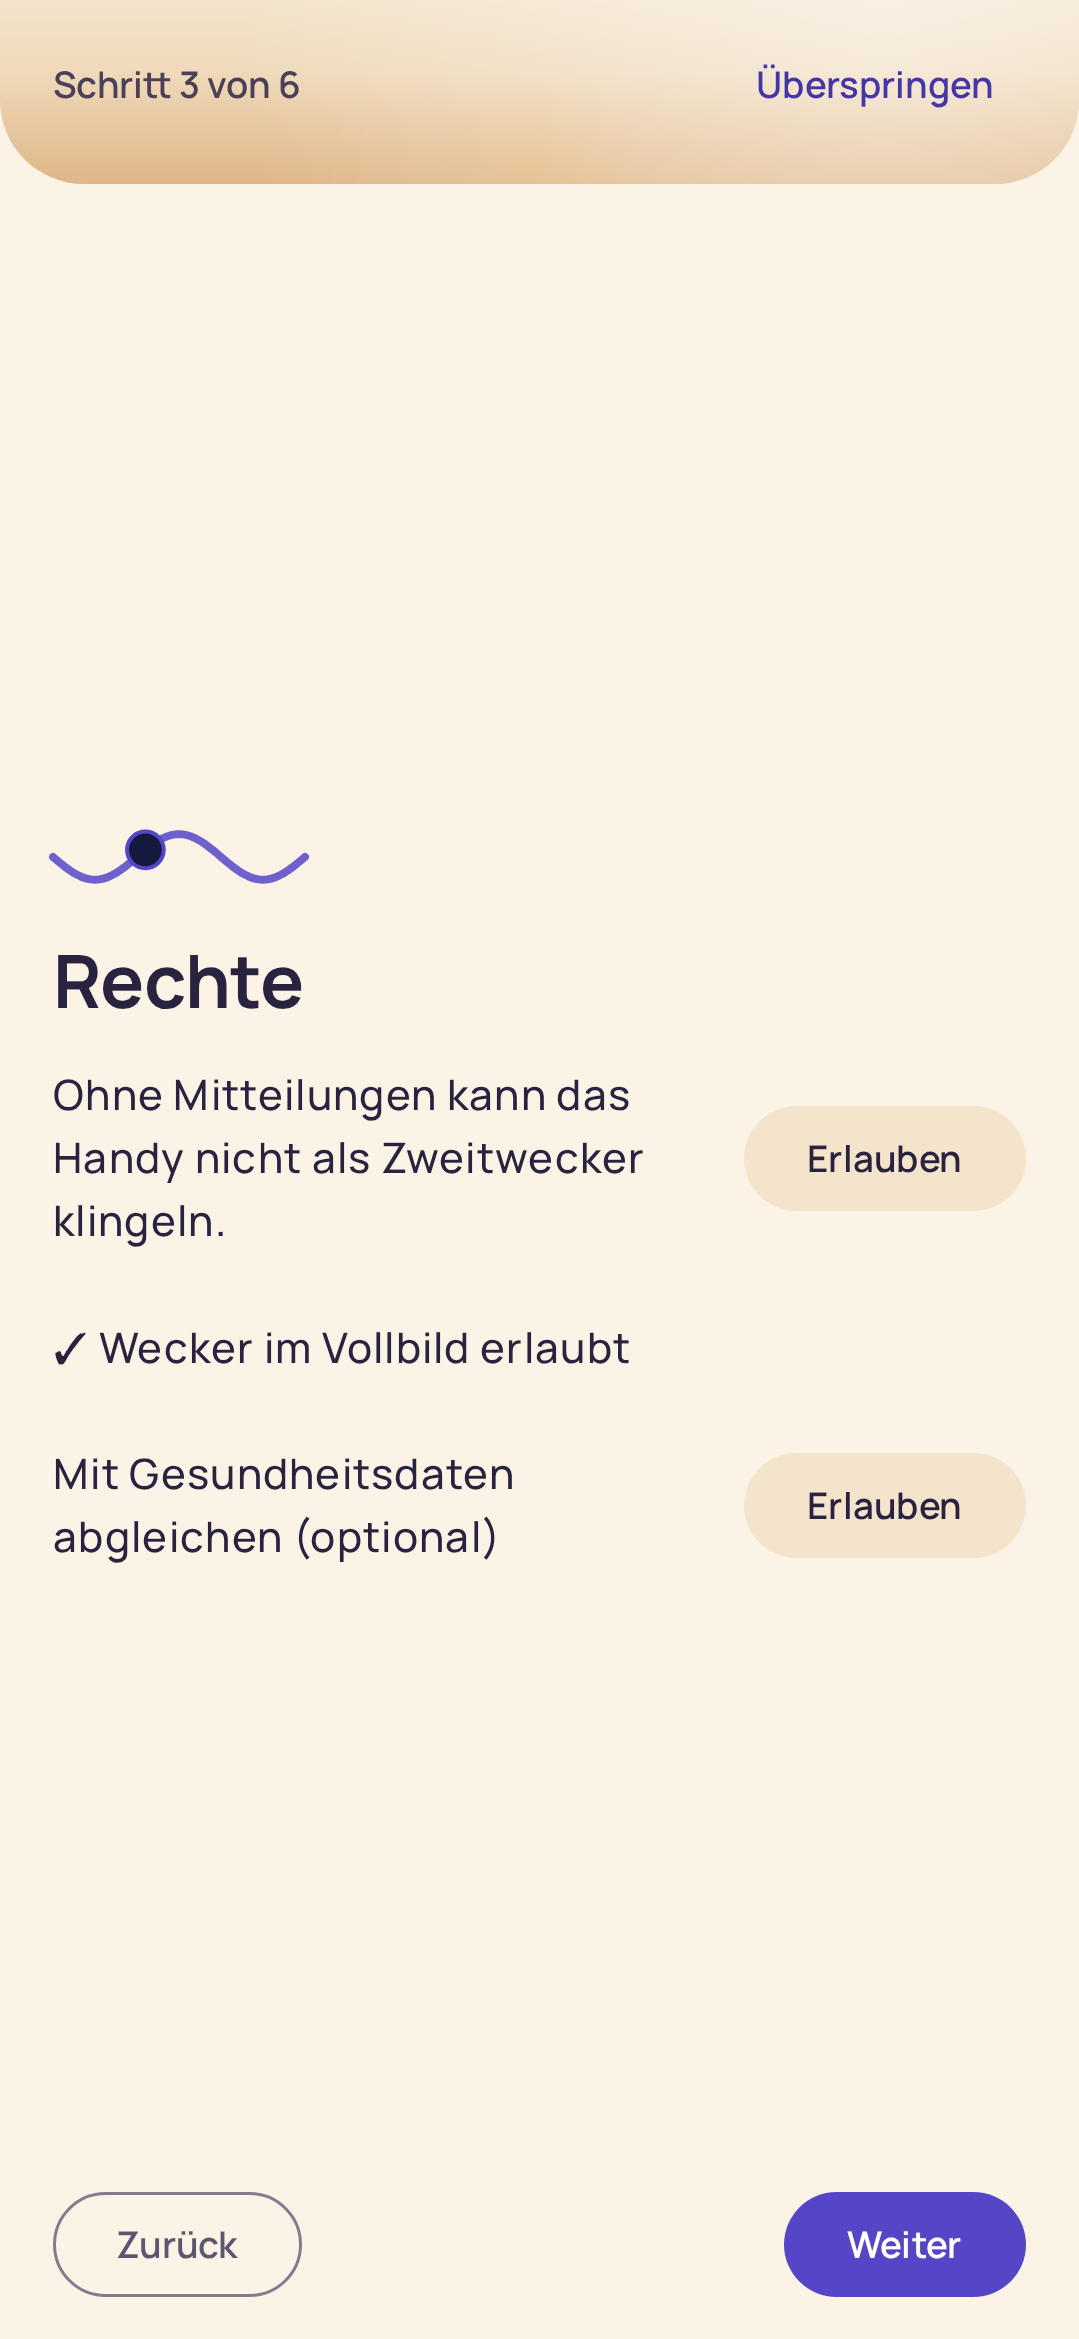 Schritt 3 von 6
Überspringen
Rechte
Ohne Mitteilungen kann das
Handy nicht als Zweitwecker
klingeln.
Erlauben
✓ Wecker im Vollbild erlaubt
Mit Gesundheitsdaten
abgleichen (optional)
Erlauben
Zurück
Weiter